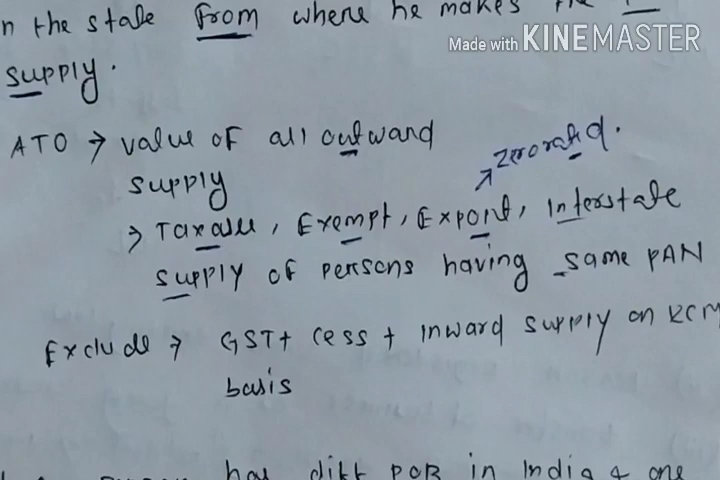 n the state From where he makes the
supply.
Made with KINEMASTER
ATO → value of all outward
supply
zero rated.
→ Taxable, Exempt, Export, Interstate
supply of persons having same PAN
Exclude → GST + cess + inward supply on RCM
basis
has diff POB in India & one